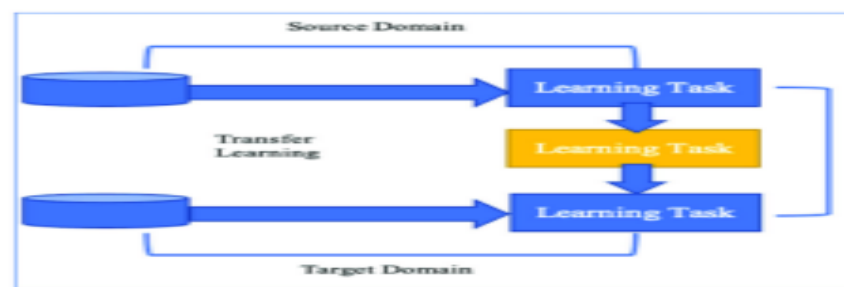 Source Domain
Learning Task
Transfer
Learning
Learning Task
Learning Task
Target Domain